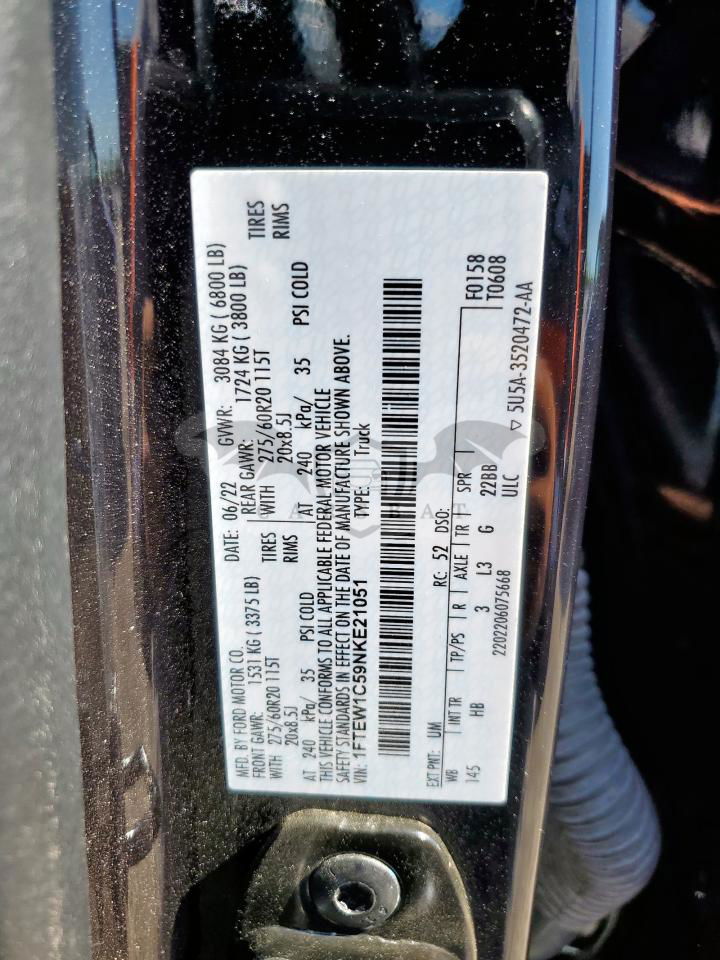 MFD. BY FORD MOTOR CO. DATE: 06/22 GVWR: 3084 KG ( 6800 LB)
FRONT GAWR: 1531 KG ( 3375 LB) REAR GAWR: 1724 KG ( 3800 LB)
WITH 275/60R20 115T TIRES WITH 275/60R20 115T TIRES
20x8.5J RIMS 20x8.5J RIMS
AT 240 kPa/ 35 PSI COLD AT 240 kPa/ 35 PSI COLD
THIS VEHICLE CONFORMS TO ALL APPLICABLE FEDERAL MOTOR VEHICLE
SAFETY STANDARDS IN EFFECT ON THE DATE OF MANUFACTURE SHOWN ABOVE.
VIN: 1FTEW1C59NKE21051 TYPE: Truck
EXT PNT: UM RC: 52 DSO: F0158
WB INT TR TP/PS R AXLE TR SPR T0608
145 HB 3 L3 G 22BB
2202206075668 ULC ▽ 5U5A-3520472-AA